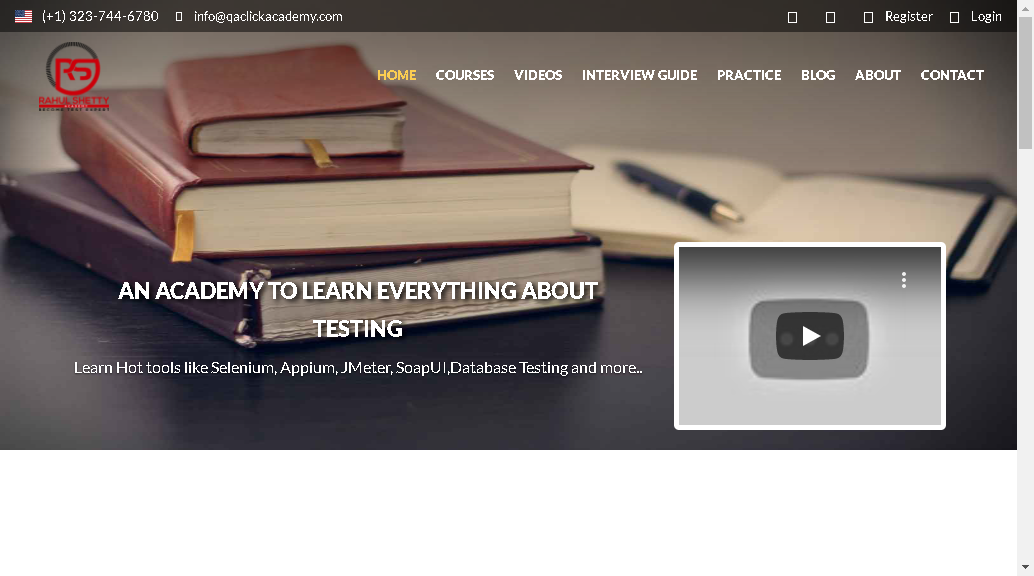 (+1) 323-744-6780 info@qaclickacademy.com Register Login
RS
RAHUL SHETTY
HOME COURSES VIDEOS INTERVIEW GUIDE PRACTICE BLOG ABOUT CONTACT
AN ACADEMY TO LEARN EVERYTHING ABOUT
TESTING
Learn Hot tools like Selenium, Appium, JMeter, SoapUI,Database Testing and more..